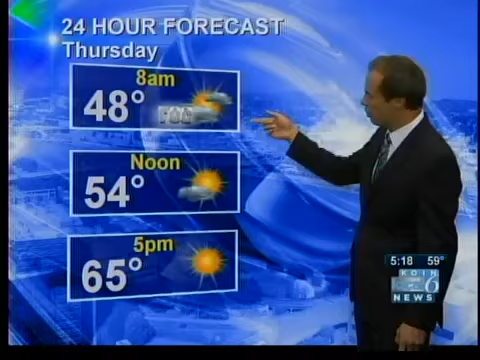 24 HOUR FORECAST
Thursday
8am
48°
FOG
Noon
54°
5pm
65°
5:18 59°
KOIN
6
NEWS